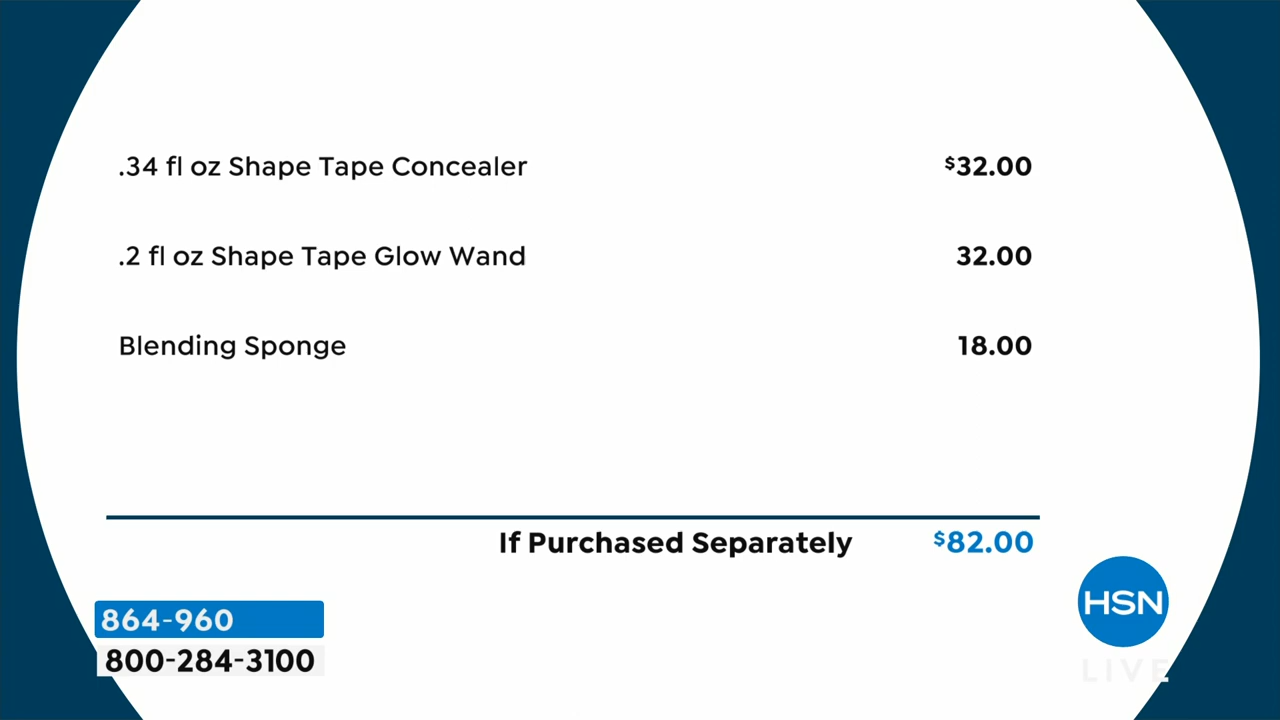 .34 fl oz Shape Tape Concealer $32.00
.2 fl oz Shape Tape Glow Wand 32.00
Blending Sponge 18.00
If Purchased Separately $82.00
864-960
800-284-3100
HSN
LIVE